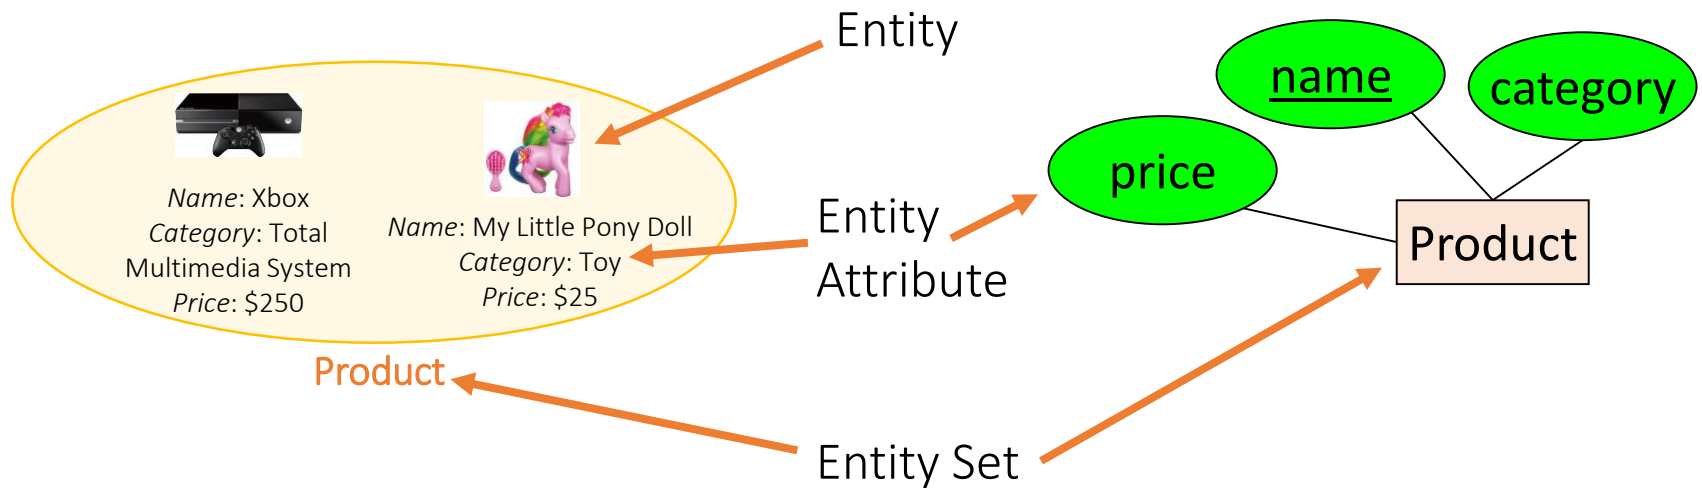 Entity
name
category
price
Name: Xbox
Category: Total
Multimedia System
Price: $250
Name: My Little Pony Doll
Category: Toy
Price: $25
Entity
Attribute
Product
Product
Entity Set